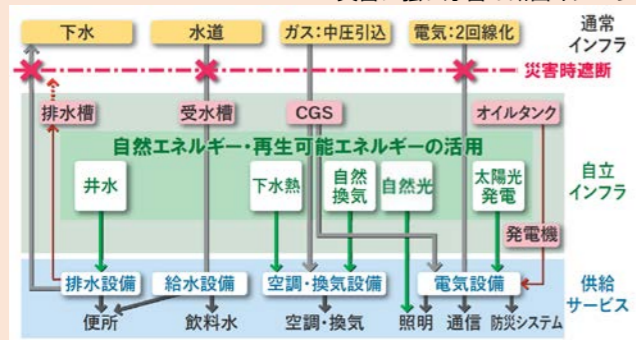 下水
水道
ガス:中圧引込
電気:2回線化
通常
インフラ
災害時遮断
排水槽
受水槽
CGS
オイルタンク
自然エネルギー・再生可能エネルギーの活用
井水
下水熱
自然
換気
自然光
太陽光
発電
自立
インフラ
発電機
排水設備
給水設備
空調・換気設備
電気設備
供給
サービス
便所
飲料水
空調・換気
照明
通信
防災システム